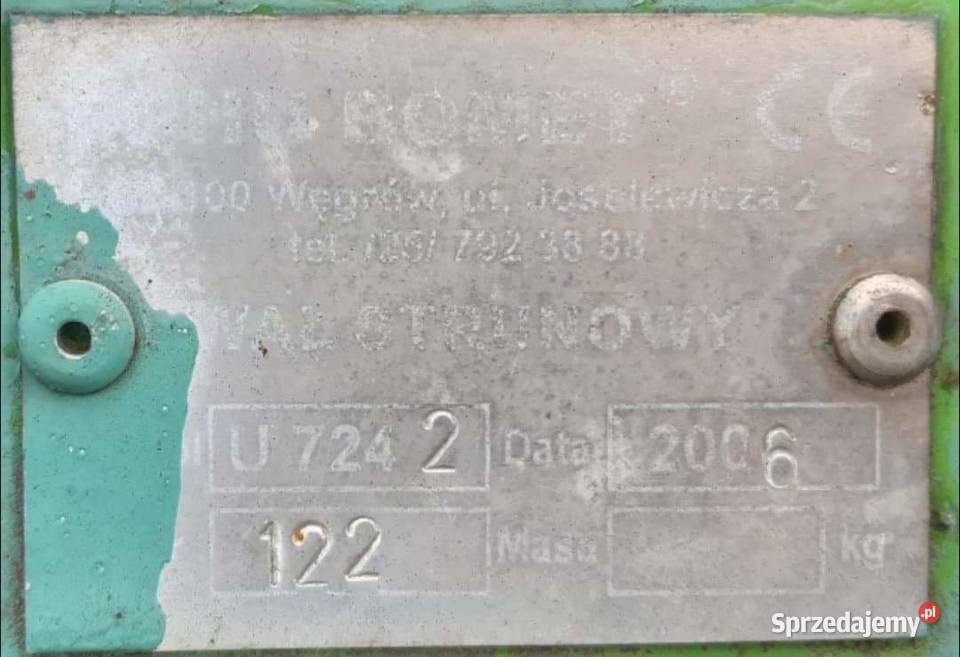 BOMET® CE
100 Węgrów, ul. Joselewicza 2
tel. /25/ 792 38 88
WAŁ STRUNOWY
U 724 2 Data 2006
122 Masa kg
Sprzedajemy.pl